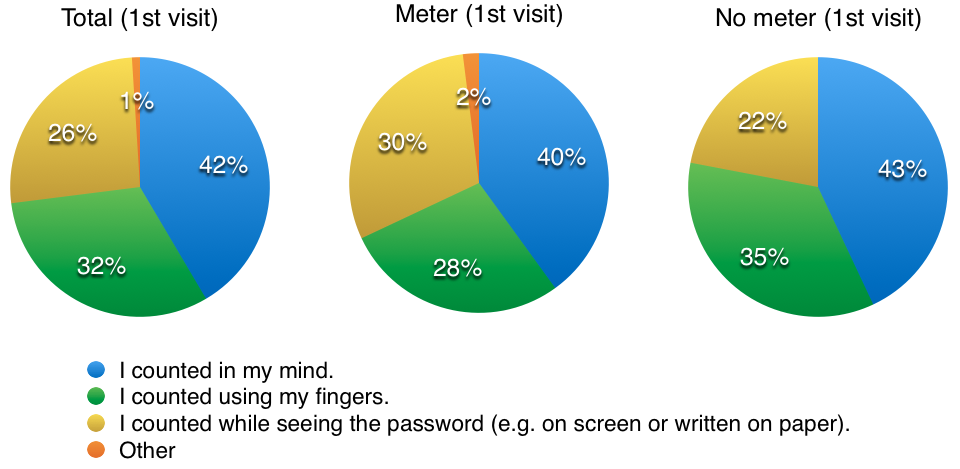 Total (1st visit)
Meter (1st visit)
No meter (1st visit)
1%
26%
42%
32%
2%
30%
40%
28%
22%
43%
35%
I counted in my mind.
I counted using my fingers.
I counted while seeing the password (e.g. on screen or written on paper).
Other